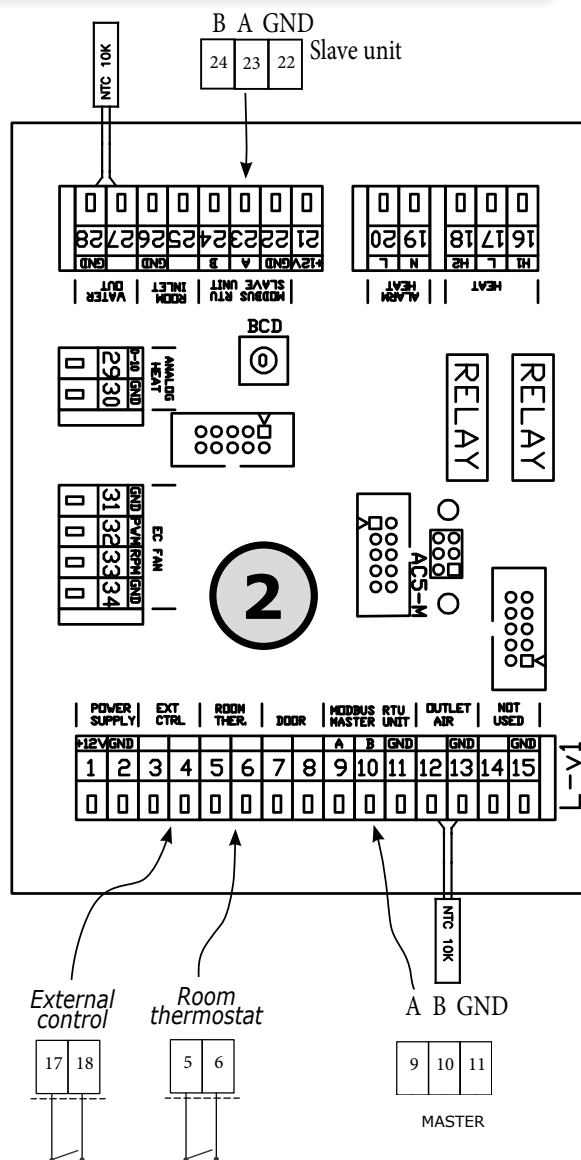 B A GND
24 23 22 Slave unit
NTC 10K
28 27 26 25 24 23 22 21
GND GND B A GND +12V
VATER OUT
ROOM INLET
MODBUS RTU SLAVE UNIT
20 19 18 17 16
L N H2 L H1
ALARM HEAT
HEAT
BCD
0
29 0-10
30 GND
ANALOG HEAT
RELAY
RELAY
31 GND
32 PWM
33 RPM
34 GND
EC FAN
AC5-M
2
POWER SUPPLY
EXT CTRL
ROOM THER.
DOOR
MODBUS RTU MASTER UNIT
OUTLET AIR
NOT USED
+12V GND A B GND GND GND
1 2 3 4 5 6 7 8 9 10 11 12 13 14 15
L-V1
NTC 10K
External control
17 18
Room thermostat
5 6
A B GND
9 10 11
MASTER